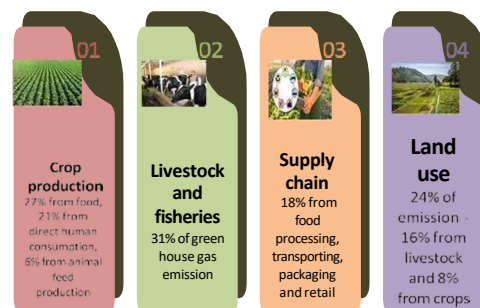 01
Crop
production
27% from food,
21% from
direct human
consumption,
6% from animal
feed
production
02
Livestock
and
fisheries
31% of green
house gas
emission
03
Supply
chain
18% from
food
processing,
transporting,
packaging
and retail
04
Land
use
24% of
emission -
16% from
livestock
and 8%
from crops